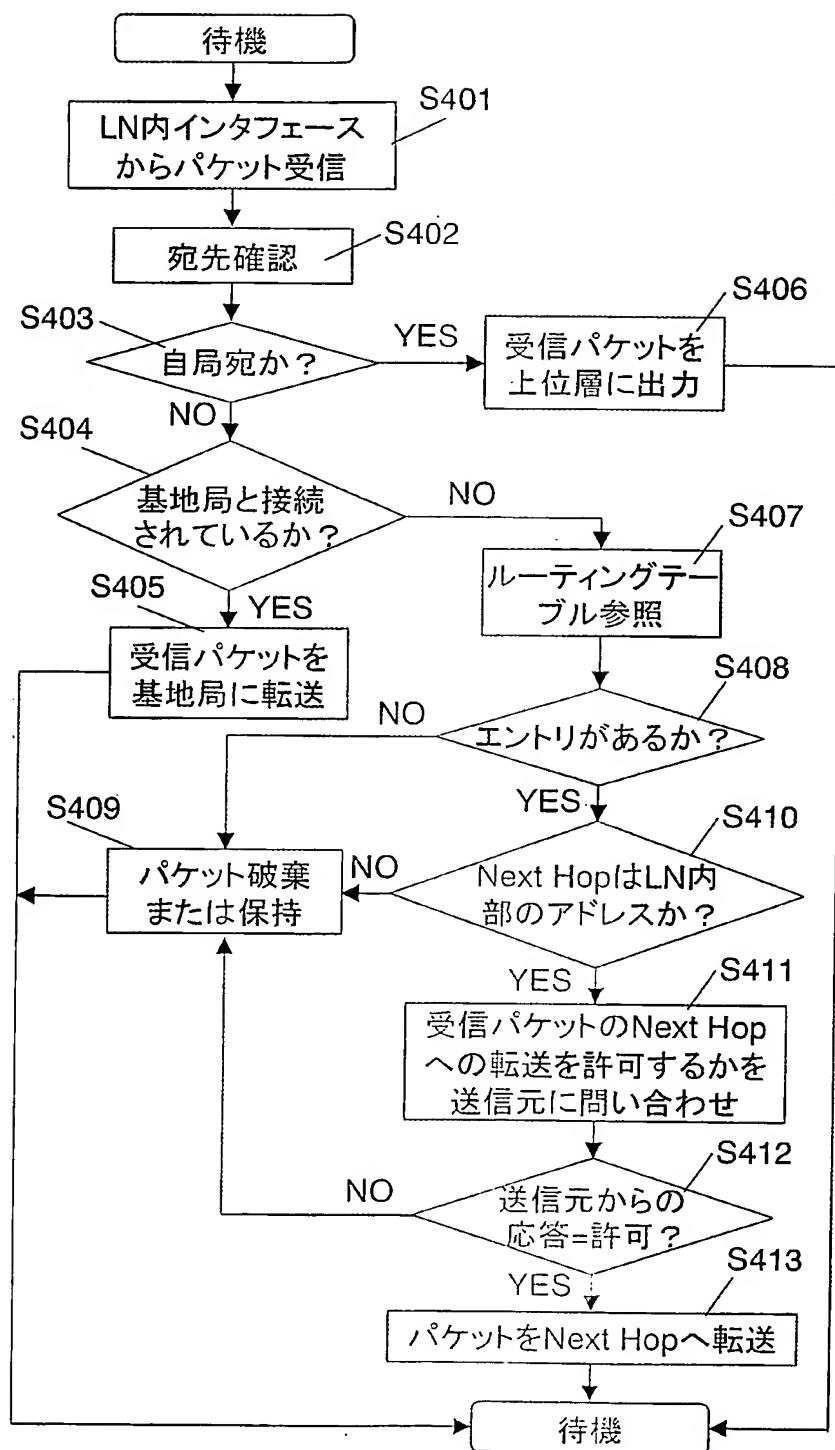 待機
S401
LN内インタフェース
からパケット受信
S402
宛先確認
S403
自局宛か?
YES
NO
S406
受信パケットを
上位層に出力
S404
基地局と接続
されているか?
NO
YES
S407
ルーティングテー
ブル参照
S405
受信パケットを
基地局に転送
S408
エントリがあるか?
NO
YES
S409
パケット破棄
または保持
S410
Next HopはLN内
部のアドレスか?
NO
YES
S411
受信パケットのNext Hop
への転送を許可するかを
送信元に問い合わせ
S412
送信元からの
応答=許可?
NO
YES
S413
パケットをNext Hopへ転送
待機